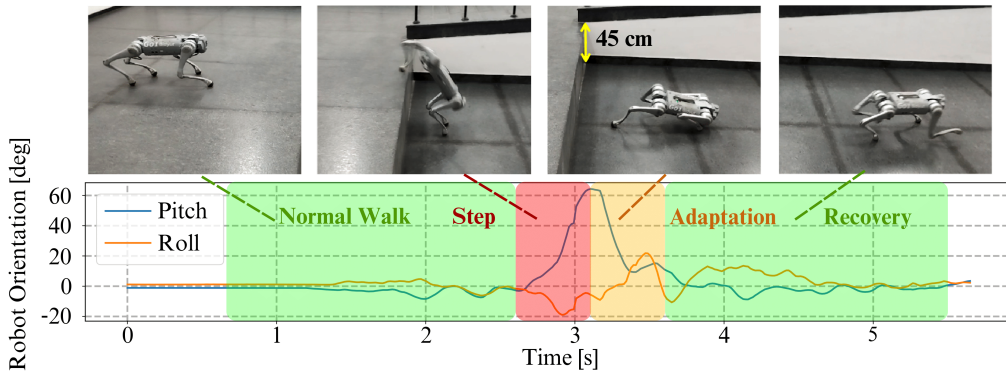 45 cm
Robot Orientation [deg]
60
40
20
0
-20
Pitch
Roll
Normal Walk
Step
Adaptation
Recovery
0
1
2
3
4
5
Time [s]